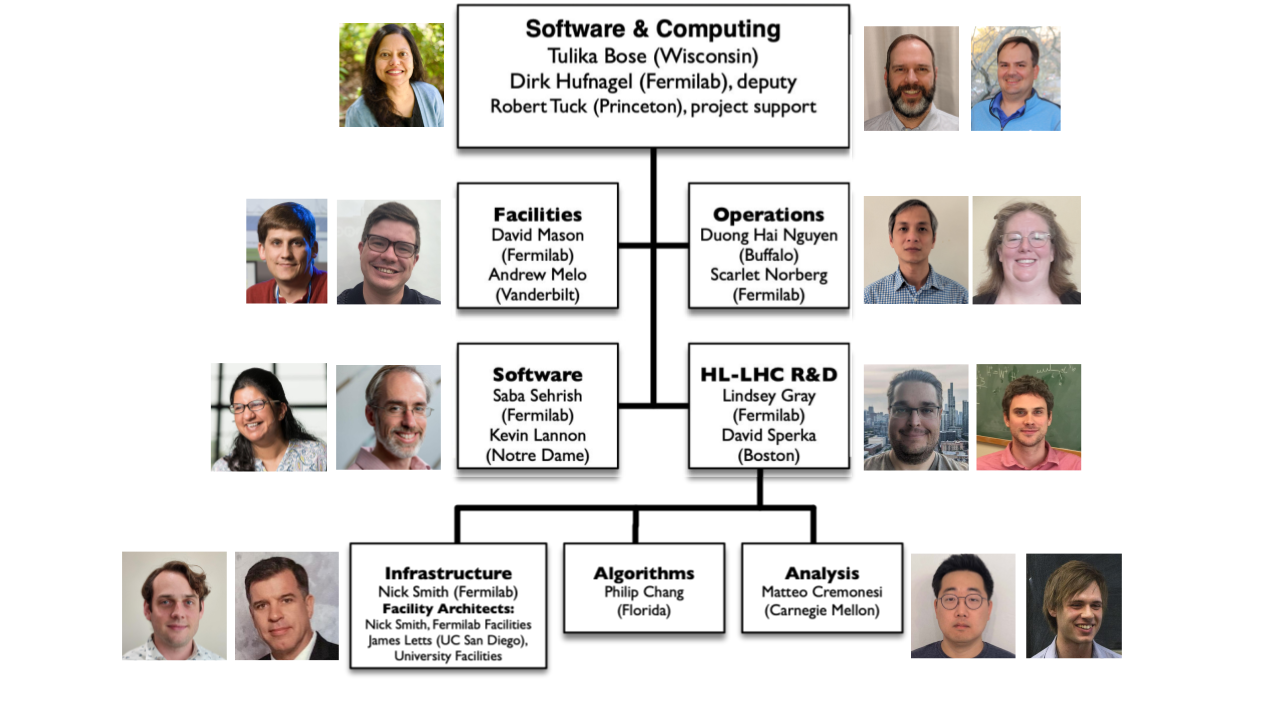 Software & Computing
Tulika Bose (Wisconsin)
Dirk Hufnagel (Fermilab), deputy
Robert Tuck (Princeton), project support
Facilities
David Mason
(Fermilab)
Andrew Melo
(Vanderbilt)
Operations
Duong Hai Nguyen
(Buffalo)
Scarlet Norberg
(Fermilab)
Software
Saba Sehrish
(Fermilab)
Kevin Lannon
(Notre Dame)
HL-LHC R&D
Lindsey Gray
(Fermilab)
David Sperka
(Boston)
Infrastructure
Nick Smith (Fermilab)
Facility Architects:
Nick Smith, Fermilab Facilities
James Letts (UC San Diego),
University Facilities
Algorithms
Philip Chang
(Florida)
Analysis
Matteo Cremonesi
(Carnegie Mellon)